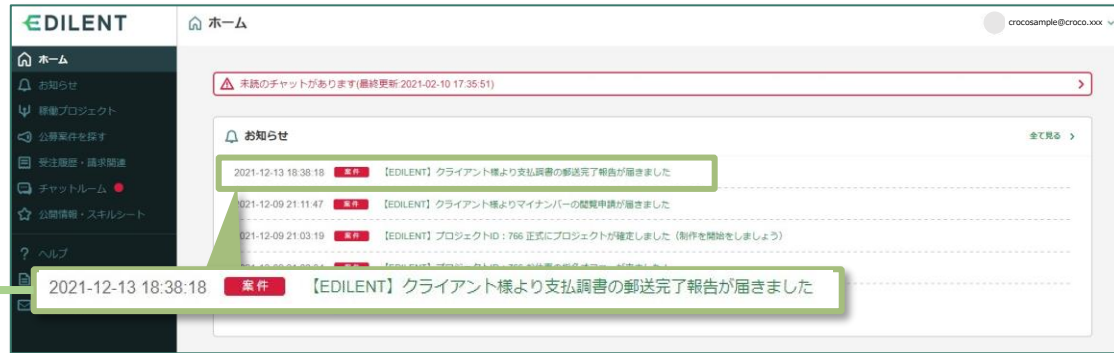 EDILENT
ホーム
crocosample@croco.xxx
ホーム
お知らせ
稼働プロジェクト
公募案件を探す
受注履歴・請求関連
チャットルーム
公開情報・スキルシート
ヘルプ
未読のチャットがあります(最終更新:2021-02-10 17:35:51)
お知らせ
全て見る
2021-12-13 18:38:18 案件 【EDILENT】クライアント様より支払調書の郵送完了報告が届きました
2021-12-09 21:11:47 案件 【EDILENT】クライアント様よりマイナンバーの閲覧申請が届きました
2021-12-09 21:03:19 案件 【EDILENT】プロジェクトID：766 正式にプロジェクトが確定しました（制作を開始をしましょう）
2021-12-13 18:38:18 案件 【EDILENT】クライアント様より支払調書の郵送完了報告が届きました